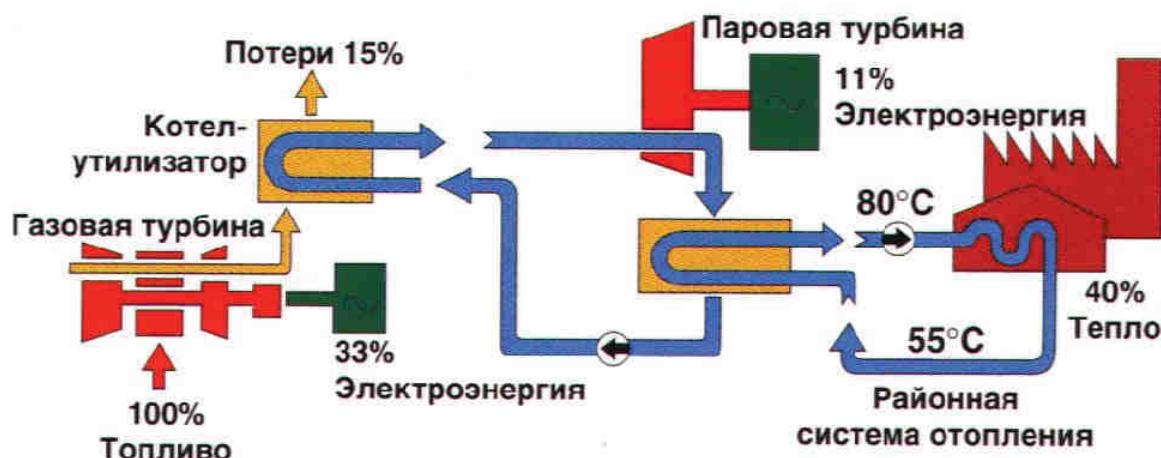 Потери 15%
Котел-
утилизатор
Газовая турбина
33%
Электроэнергия
100%
Топливо
Паровая турбина
11%
Электроэнергия
80°C
40%
Тепло
55°C
Районная
система отопления